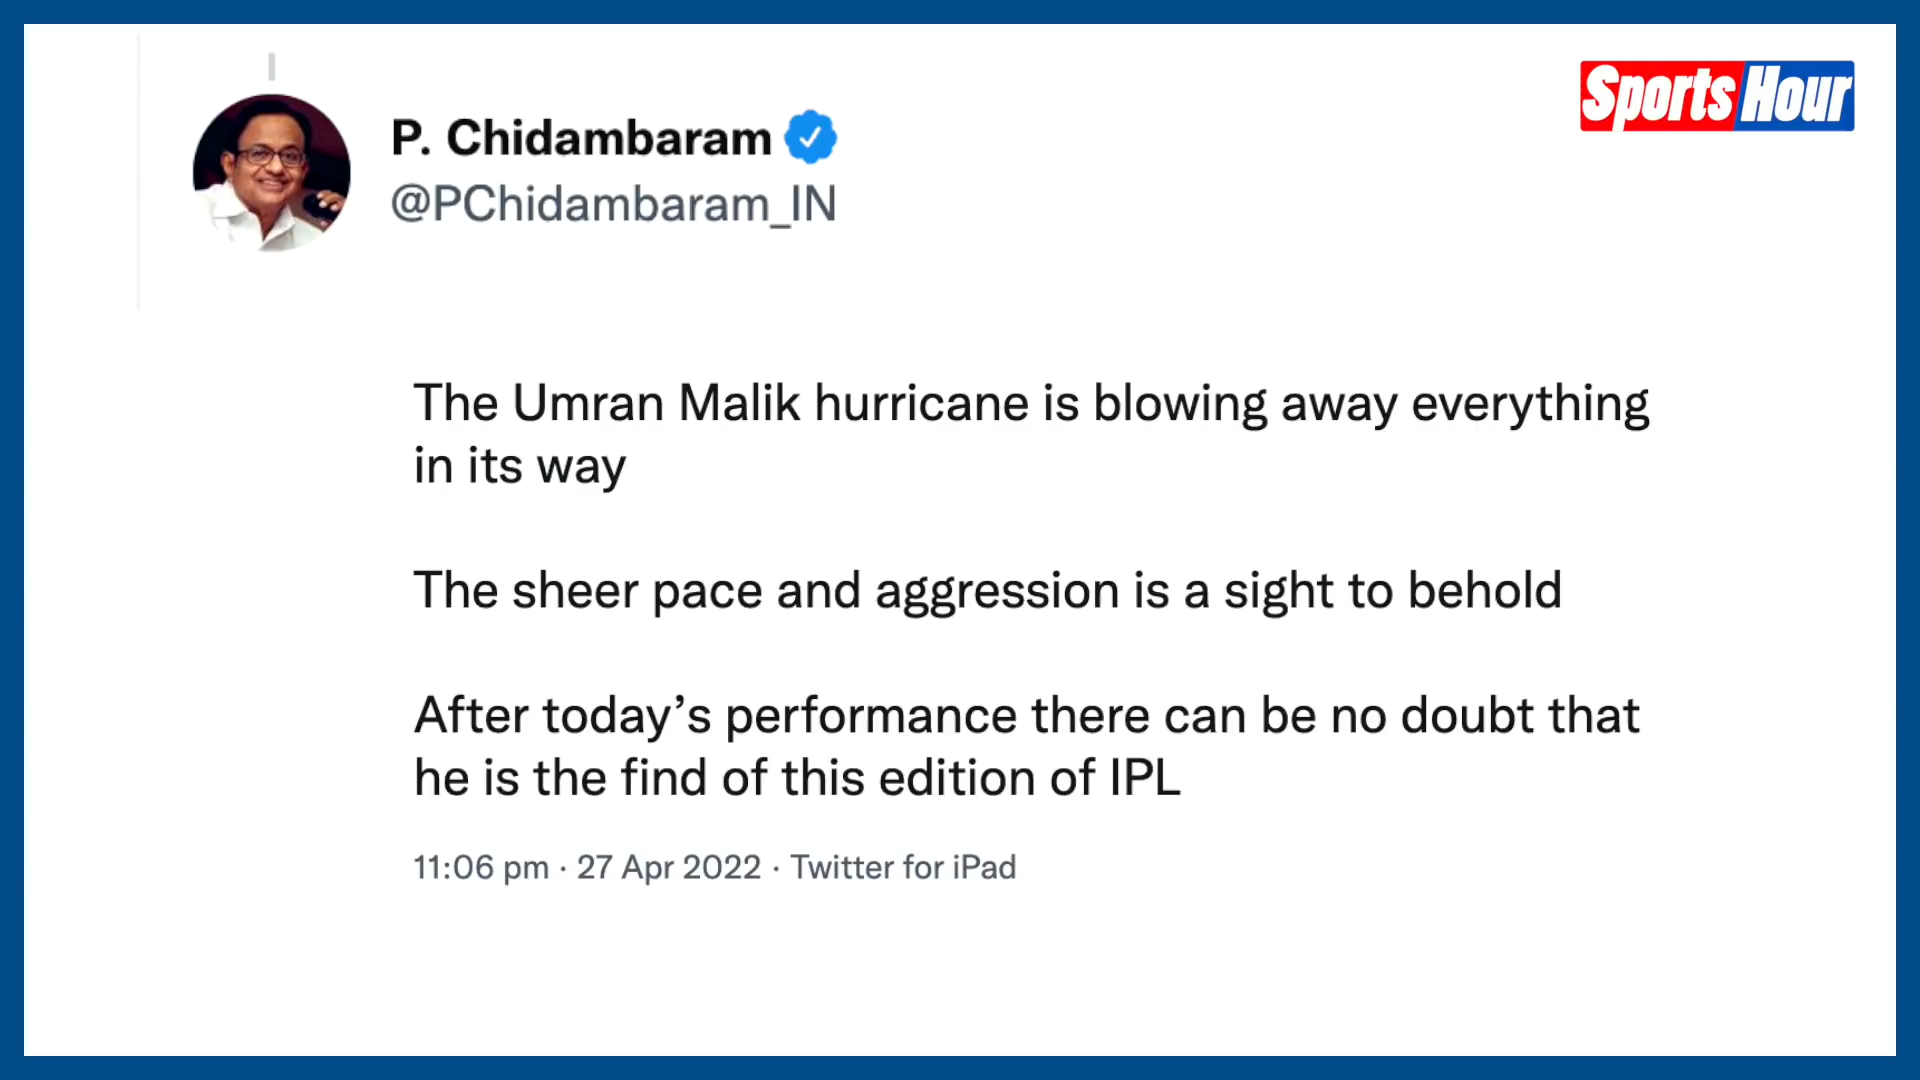 SportsHour
P. Chidambaram
@PChidambaram_IN
The Umran Malik hurricane is blowing away everything
in its way
The sheer pace and aggression is a sight to behold
After today’s performance there can be no doubt that
he is the find of this edition of IPL
11:06 pm · 27 Apr 2022 · Twitter for iPad